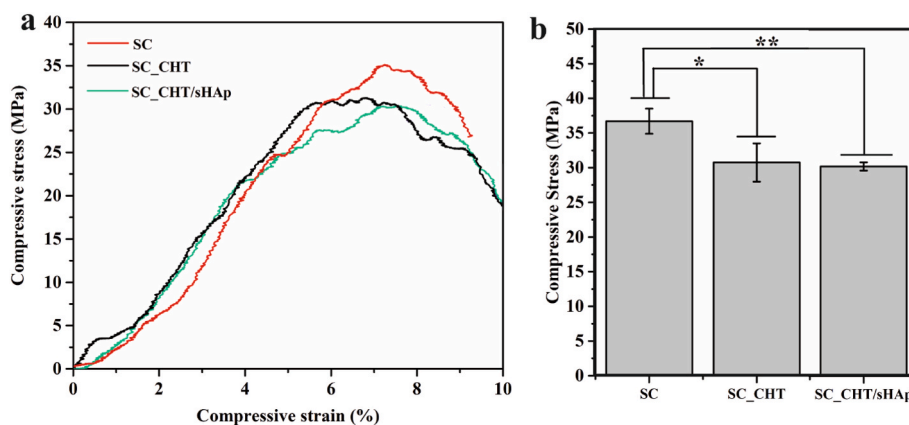 a
40
35
30
25
20
15
10
5
0
0 2 4 6 8 10
Compressive stress (MPa)
Compressive strain (%)
SC
SC_CHT
SC_CHT/sHAp
b
50
45
40
35
30
25
20
15
10
5
0
Compressive Stress (MPa)
**
*
SC SC_CHT SC_CHT/sHAp